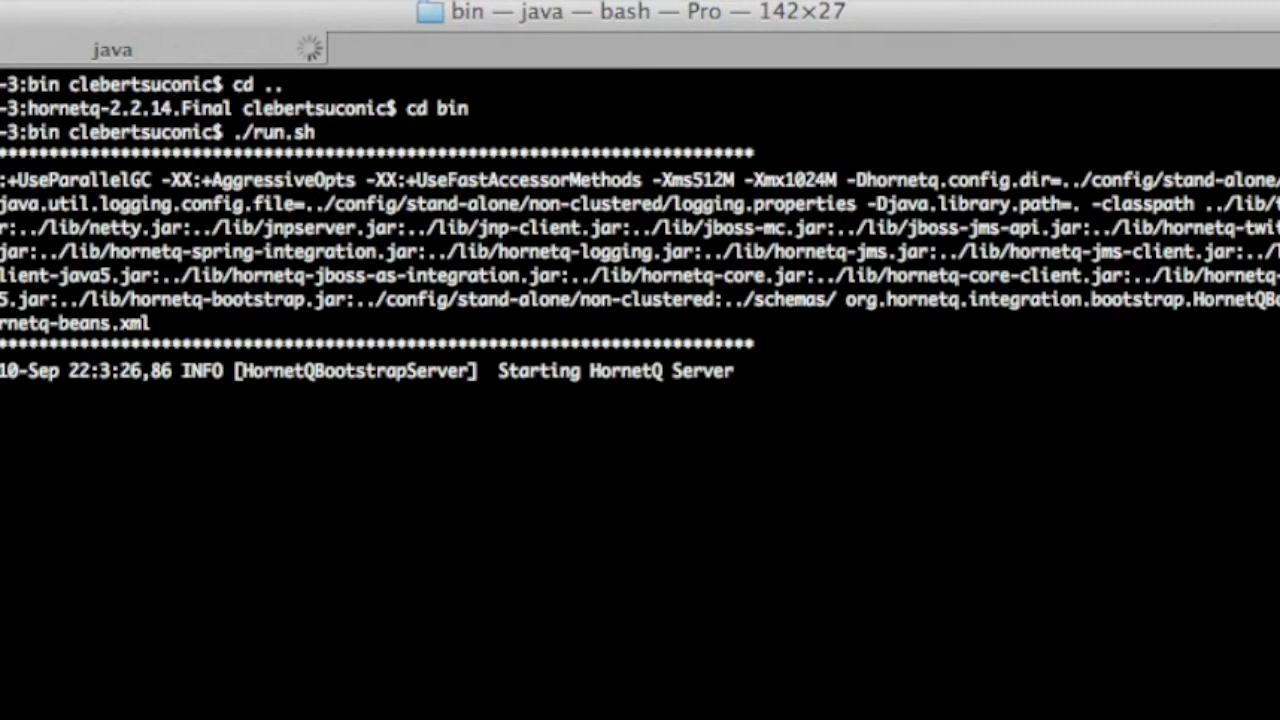 bin — java — bash — Pro — 142×27
java
-3:bin clebertsuconic$ cd ..
-3:hornetq-2.2.14.Final clebertsuconic$ cd bin
-3:bin clebertsuconic$ ./run.sh
***************************************************************************
:+UseParallelGC -XX:+AggressiveOpts -XX:+UseFastAccessorMethods -Xms512M -Xmx1024M -Dhornetq.config.dir=../config/stand-alone/
java.util.logging.config.file=../config/stand-alone/non-clustered/logging.properties -Djava.library.path=. -classpath ../lib/
r:../lib/netty.jar:../lib/jnpserver.jar:../lib/jnp-client.jar:../lib/jboss-mc.jar:../lib/jboss-jms-api.jar:../lib/hornetq-twit
jar:../lib/hornetq-spring-integration.jar:../lib/hornetq-logging.jar:../lib/hornetq-jms.jar:../lib/hornetq-jms-client.jar:../
lient-java5.jar:../lib/hornetq-jboss-as-integration.jar:../lib/hornetq-core.jar:../lib/hornetq-core-client.jar:../lib/hornetq
5.jar:../lib/hornetq-bootstrap.jar:../config/stand-alone/non-clustered:../schemas/ org.hornetq.integration.bootstrap.HornetQBo
rnetq-beans.xml
***************************************************************************
10-Sep 22:3:26,86 INFO [HornetQBootstrapServer]  Starting HornetQ Server